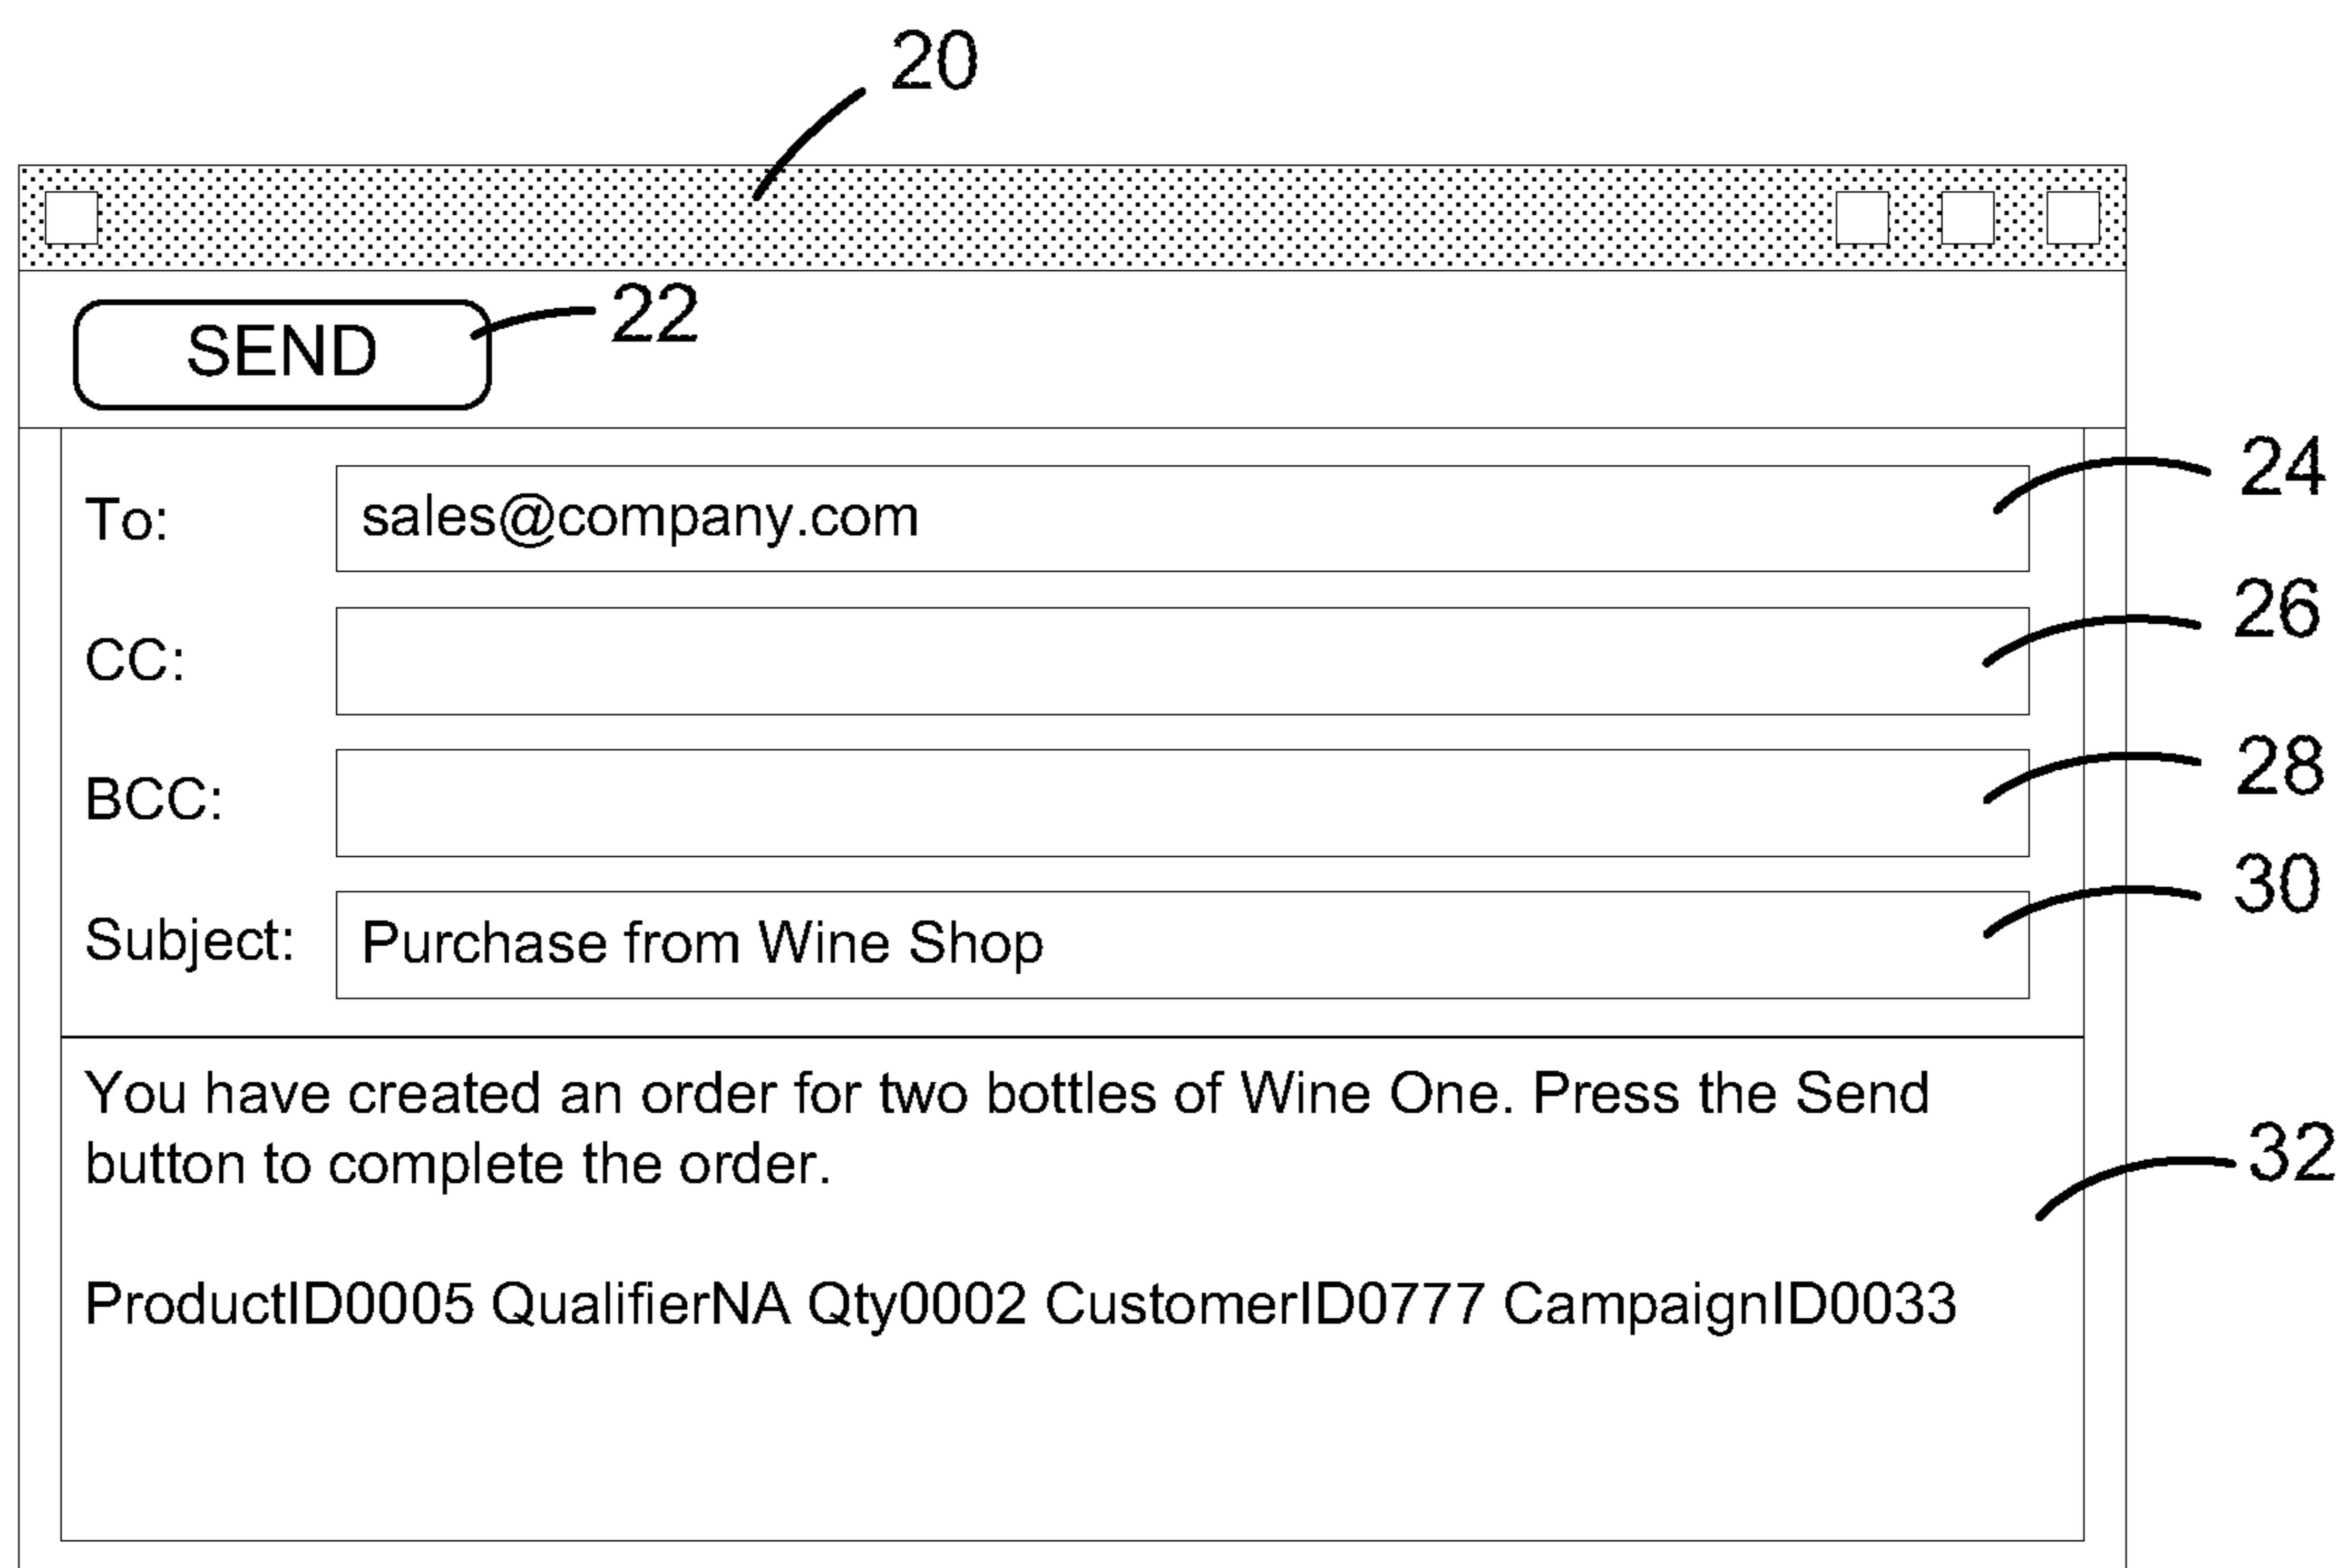 20
SEND 22
To: sales@company.com 24
CC: 26
BCC: 28
Subject: Purchase from Wine Shop 30
You have created an order for two bottles of Wine One. Press the Send
button to complete the order.
32
ProductID0005 QualifierNA Qty0002 CustomerID0777 CampaignID0033